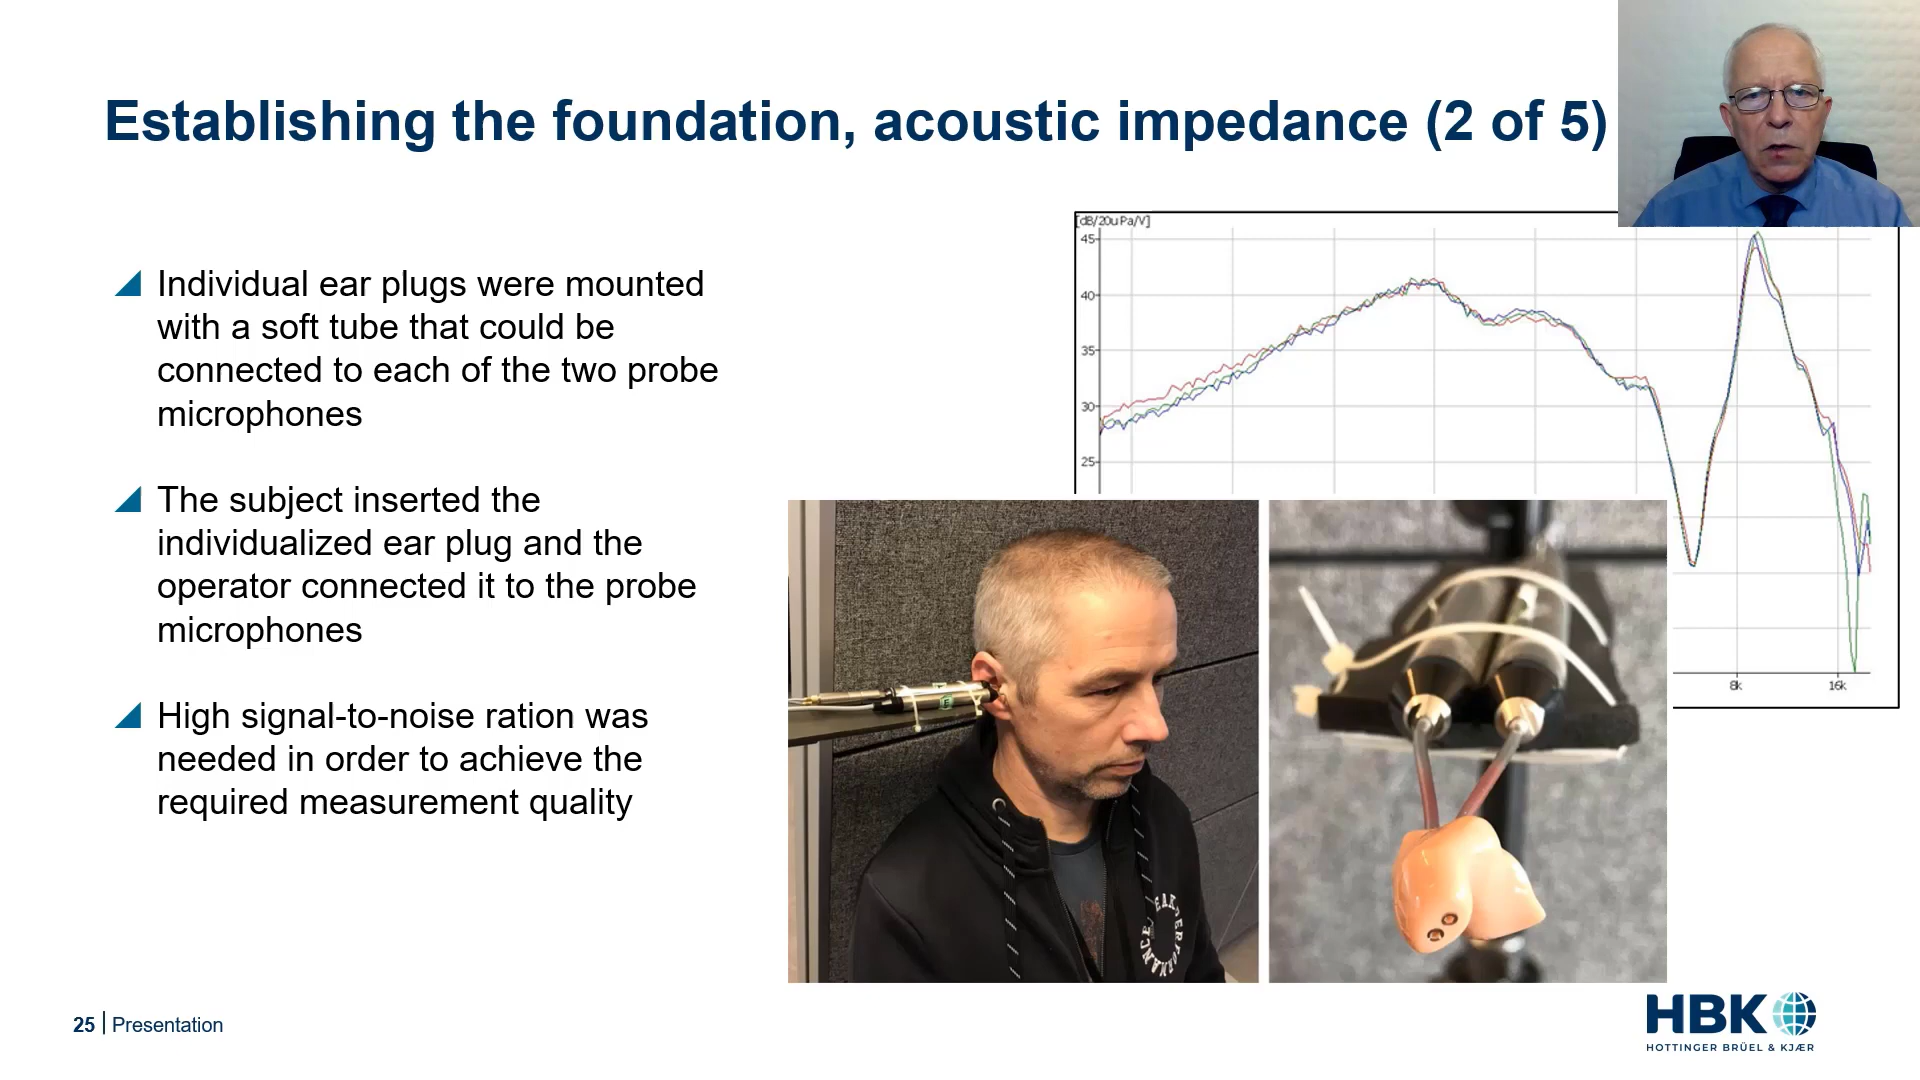 Establishing the foundation, acoustic impedance (2 of 5)
Individual ear plugs were mounted
with a soft tube that could be
connected to each of the two probe
microphones
The subject inserted the
individualized ear plug and the
operator connected it to the probe
microphones
High signal-to-noise ration was
needed in order to achieve the
required measurement quality
[dB/20u Pa/V]
45
40
35
30
25
8k
16k
E
25 Presentation
HBK
HOTTINGER BRÜEL & KJÆR